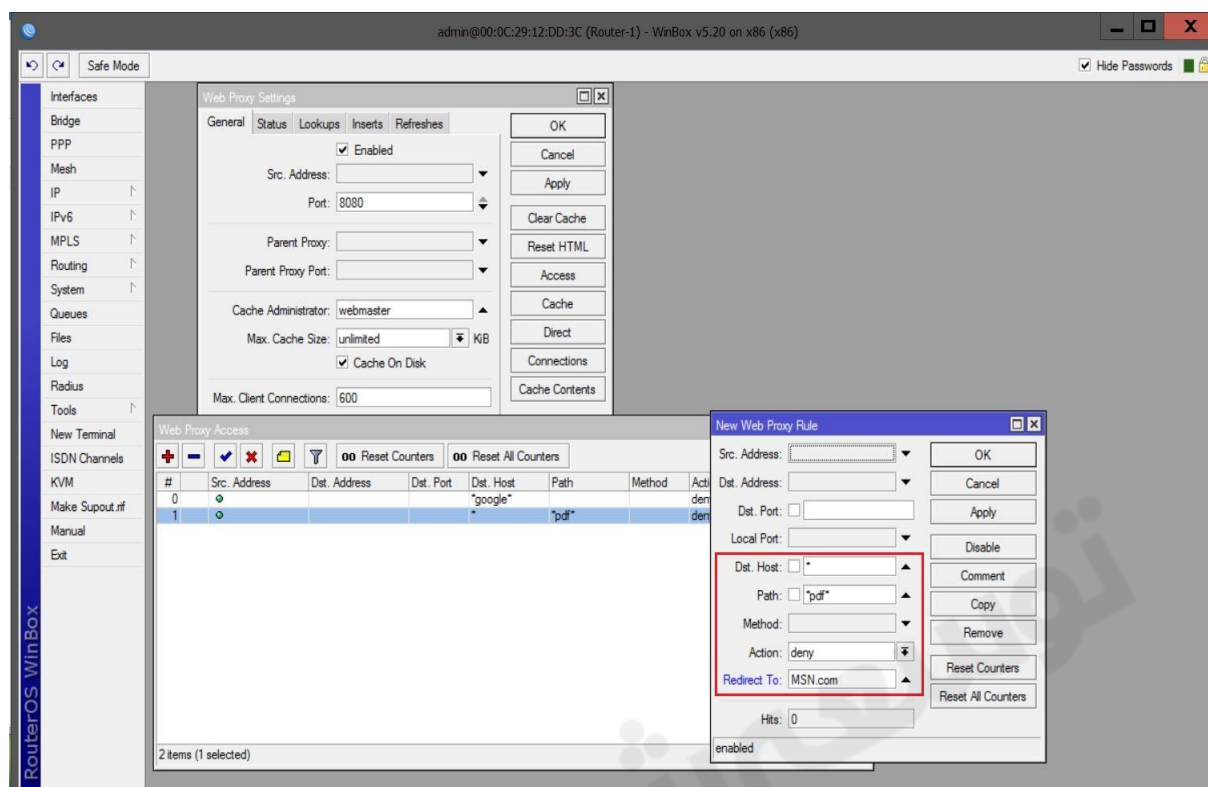 admin@00:0C:29:12:DD:3C (Router-1) - WinBox v5.20 on x86 (x86)
Safe Mode
Hide Passwords
RouterOS WinBox
Interfaces
Bridge
PPP
Mesh
IP
IPv6
MPLS
Routing
System
Queues
Files
Log
Radius
Tools
New Terminal
ISDN Channels
KVM
Make Supout.rif
Manual
Exit
Web Proxy Settings
General Status Lookups Inserts Refreshes
Enabled
Src. Address:
Port: 8080
Parent Proxy:
Parent Proxy Port:
Cache Administrator: webmaster
Max. Cache Size: unlimited KiB
Cache On Disk
Max. Client Connections: 600
OK
Cancel
Apply
Clear Cache
Reset HTML
Access
Cache
Direct
Connections
Cache Contents
Web Proxy Access
00 Reset Counters 00 Reset All Counters
# Src. Address Dst. Address Dst. Port Dst. Host Path Method Acti
0 *google* den
1 * *pdf* den
2 items (1 selected)
New Web Proxy Rule
Src. Address:
Dst. Address:
Dst. Port:
Local Port:
Dst. Host: *
Path: *pdf*
Method:
Action: deny
Redirect To: MSN.com
Hits: 0
enabled
OK
Cancel
Apply
Disable
Comment
Copy
Remove
Reset Counters
Reset All Counters